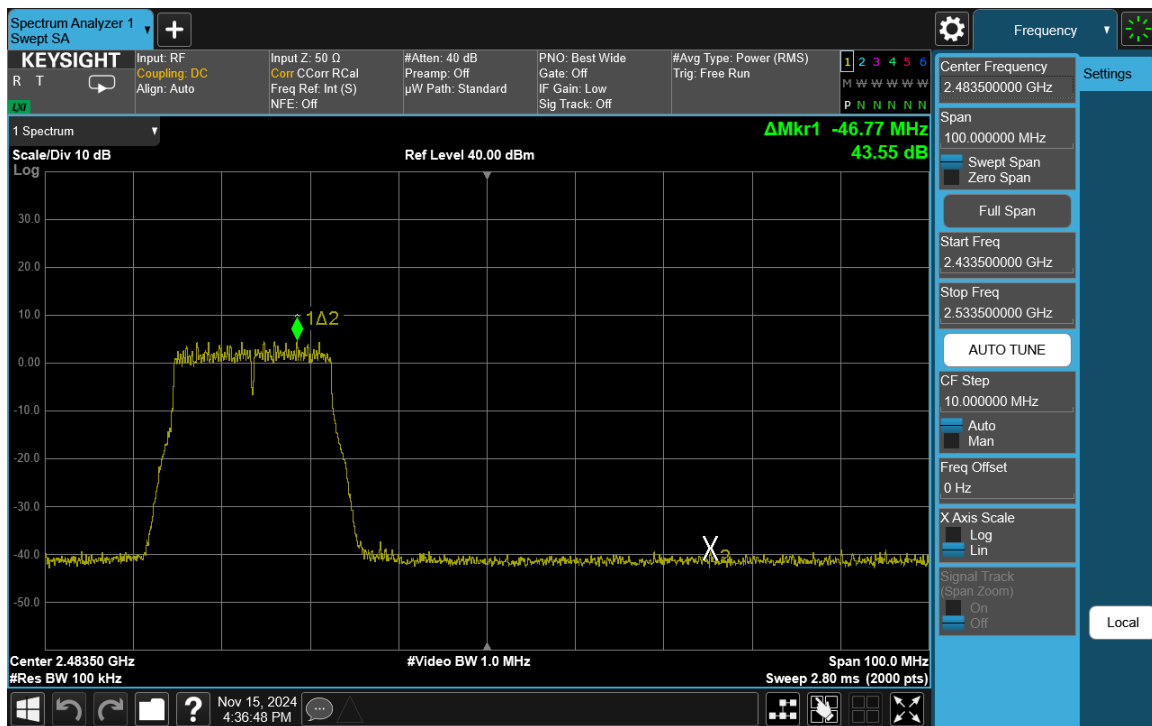 Spectrum Analyzer 1
Swept SA
Frequency
KEYSIGHT
R T
LXI
Input: RF
Coupling: DC
Align: Auto
Input Z: 50 Ω
Corr CCorr RCal
Freq Ref: Int (S)
NFE: Off
#Atten: 40 dB
Preamp: Off
µW Path: Standard
PNO: Best Wide
Gate: Off
IF Gain: Low
Sig Track: Off
#Avg Type: Power (RMS)
Trig: Free Run
1 2 3 4 5 6
M W W W W W
P N N N N N
1 Spectrum
ΔMkr1 -46.77 MHz
43.55 dB
Scale/Div 10 dB
Ref Level 40.00 dBm
Log
30.0
20.0
10.0
0.00
-10.0
-20.0
-30.0
-40.0
-50.0
1Δ2
X
Center 2.48350 GHz
#Video BW 1.0 MHz
Span 100.0 MHz
#Res BW 100 kHz
Sweep 2.80 ms (2000 pts)
Nov 15, 2024
4:36:48 PM
Center Frequency
2.483500000 GHz
Span
100.000000 MHz
Swept Span
Zero Span
Full Span
Start Freq
2.433500000 GHz
Stop Freq
2.533500000 GHz
AUTO TUNE
CF Step
10.000000 MHz
Auto
Man
Freq Offset
0 Hz
X Axis Scale
Log
Lin
Signal Track
(Span Zoom)
On
Off
Settings
Local